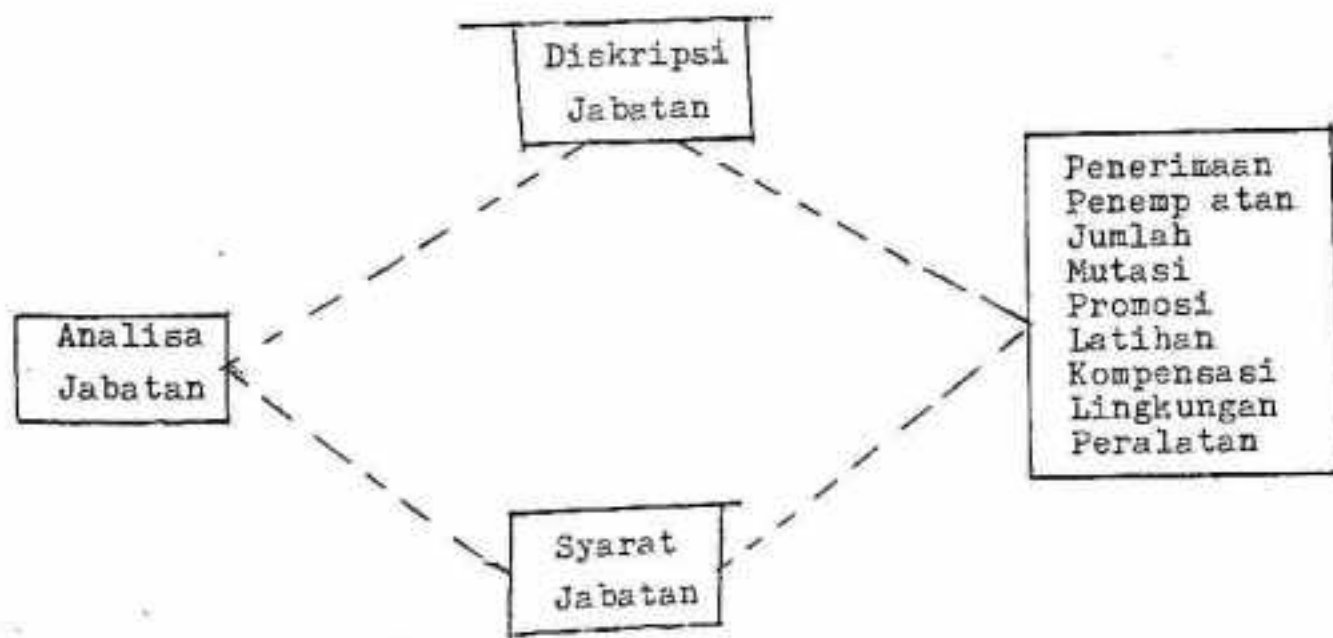 Diskripsi
Jabatan
Analisa
Jabatan
Syarat
Jabatan
Penerimaan
Penemp atan
Jumlah
Mutasi
Promosi
Latihan
Kompensasi
Lingkungan
Peralatan